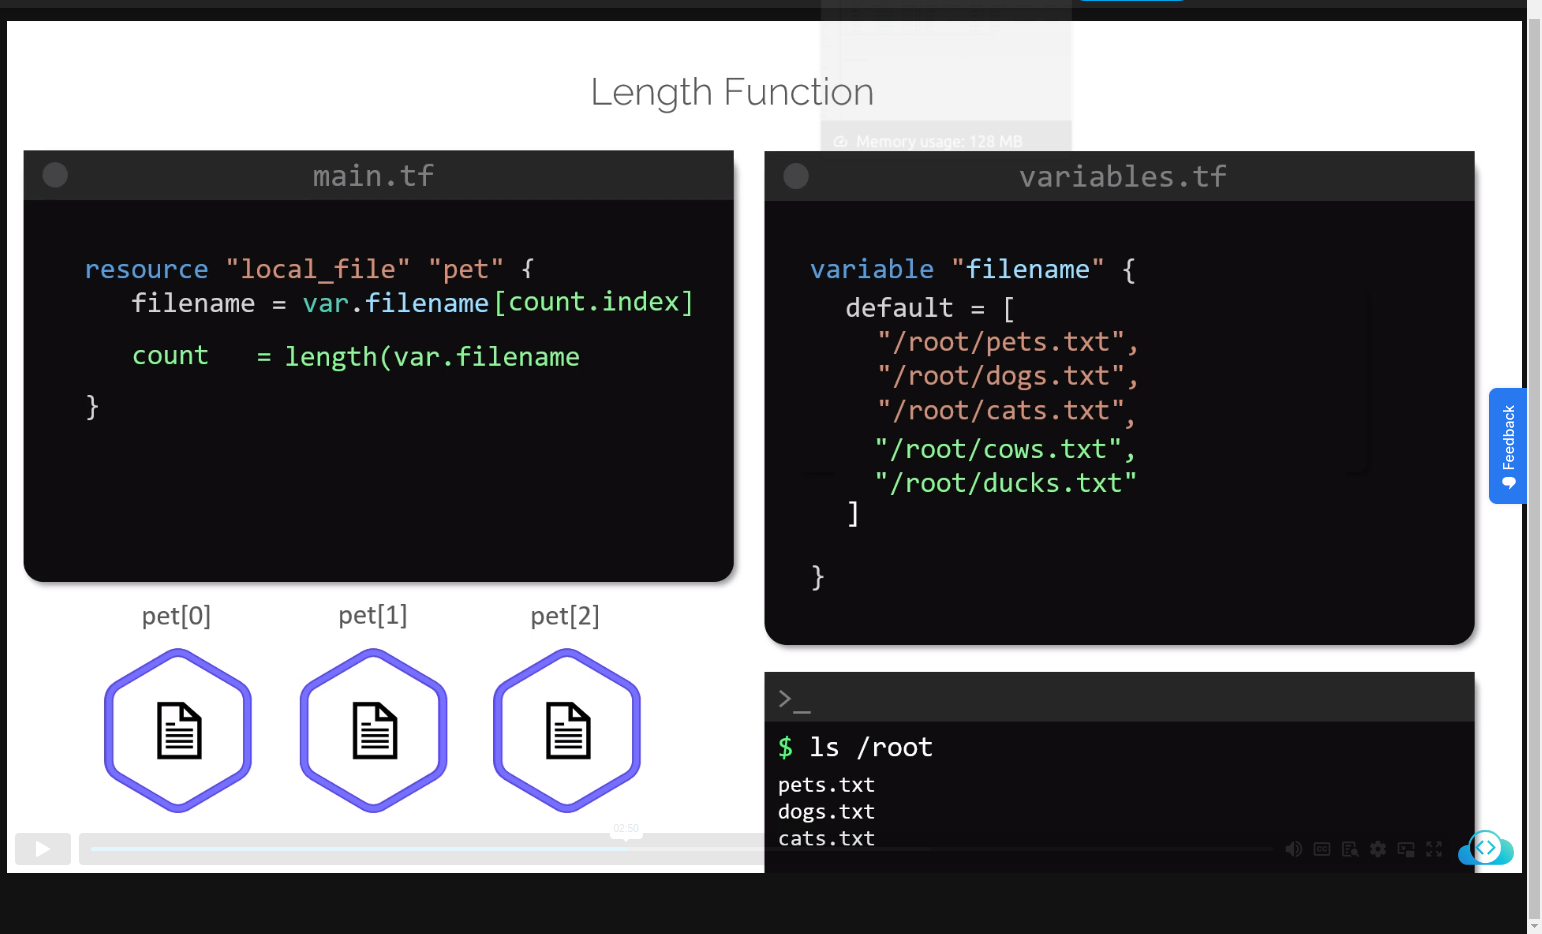 Length Function
Memory usage: 128 MB
main.tf
resource "local_file" "pet" {
filename = var.filename[count.index]
count = length(var.filename
}
variables.tf
variable "filename" {
default = [
"/root/pets.txt",
"/root/dogs.txt",
"/root/cats.txt",
"/root/cows.txt",
"/root/ducks.txt"
]
}
Feedback
pet[0] pet[1] pet[2]
>_
$ ls /root
pets.txt
dogs.txt
cats.txt
02:50
CC